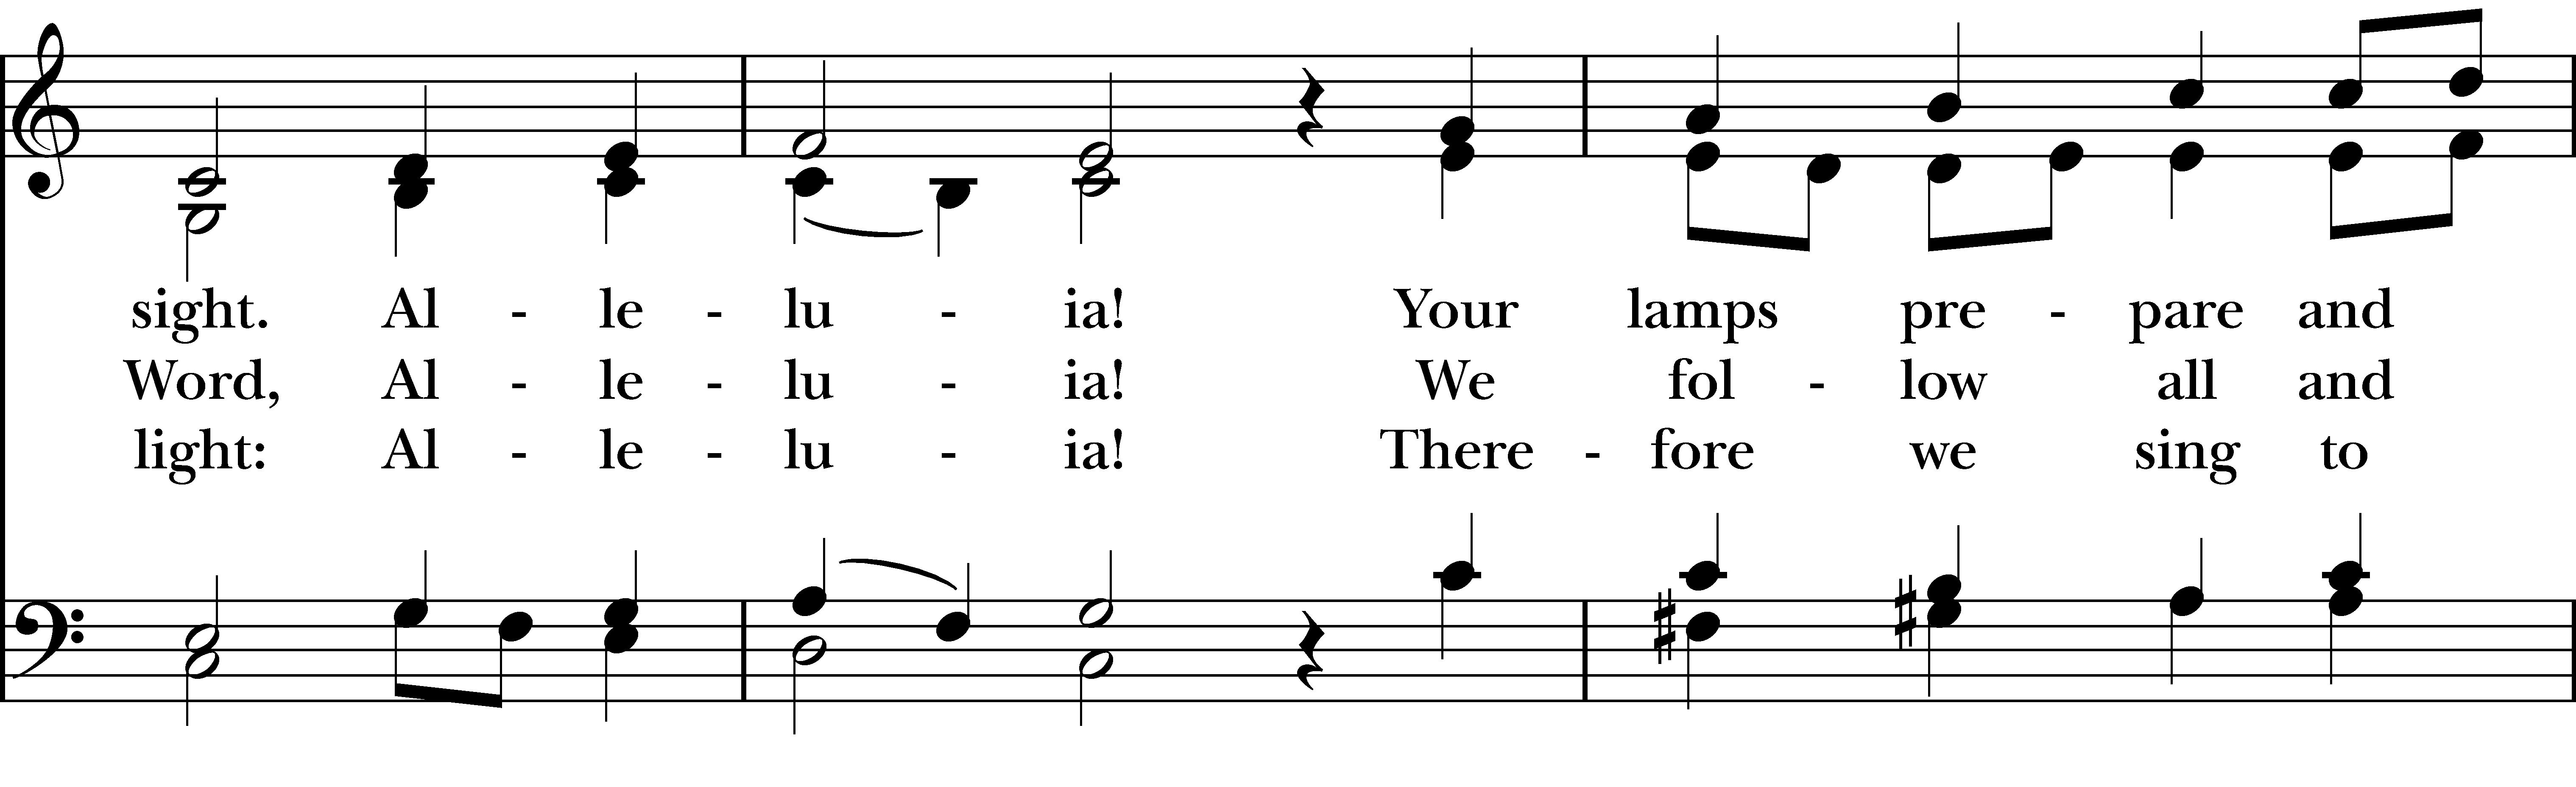 sight. Al - le - lu - ia! Your lamps pre - pare and
Word, Al - le - lu - ia! We fol - low all and
light: Al - le - lu - ia! There - fore we sing to